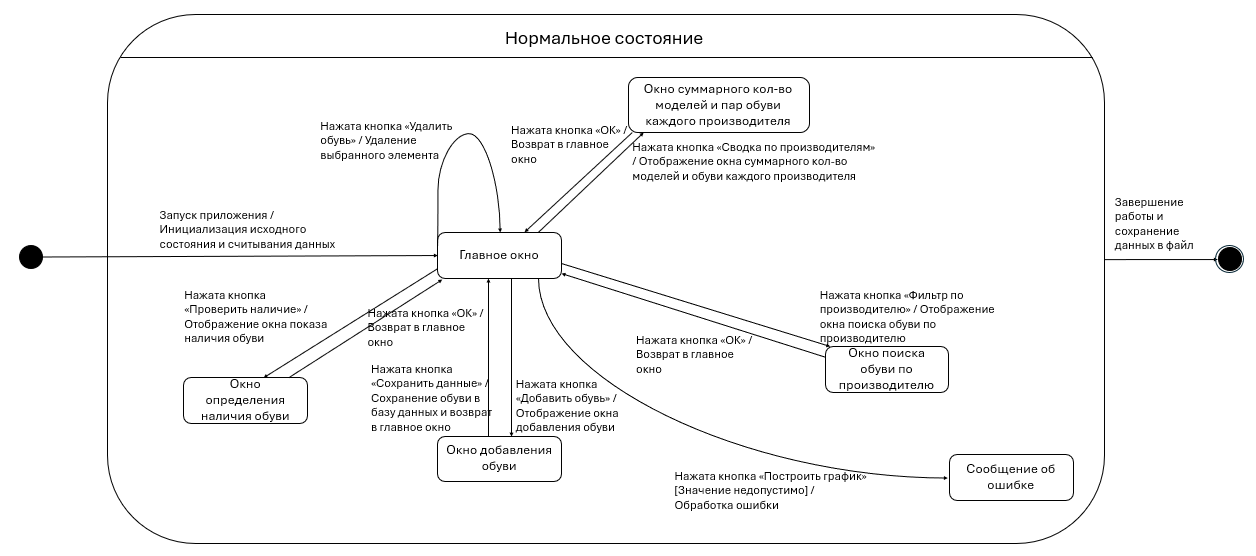 Нормальное состояние
Окно суммарного кол-во
моделей и пар обуви
каждого производителя
Нажата кнопка «Удалить
обувь» / Удаление
выбранного элемента
Нажата кнопка «ОК» /
Возврат в главное
окно
Нажата кнопка «Сводка по производителям»
/ Отображение окна суммарного кол-во
моделей и обуви каждого производителя
Запуск приложения /
Инициализация исходного
состояния и считывания данных
Главное окно
Завершение
работы и
сохранение
данных в файл
Нажата кнопка
«Проверить наличие» /
Отображение окна показа
наличия обуви
Нажата кнопка «ОК» /
Возврат в главное
окно
Нажата кнопка «Фильтр по
производителю» / Отображение
окна поиска обуви по
производителю
Нажата кнопка «ОК» /
Возврат в главное
окно
Окно поиска
обуви по
производителю
Окно
определения
наличия обуви
Нажата кнопка
«Сохранить данные» /
Сохранение обуви в
базу данных и возврат
в главное окно
Нажата кнопка
«Добавить обувь» /
Отображение окна
добавления обуви
Окно добавления
обуви
Нажата кнопка «Построить график»
[Значение недопустимо] /
Обработка ошибки
Сообщение об
ошибке